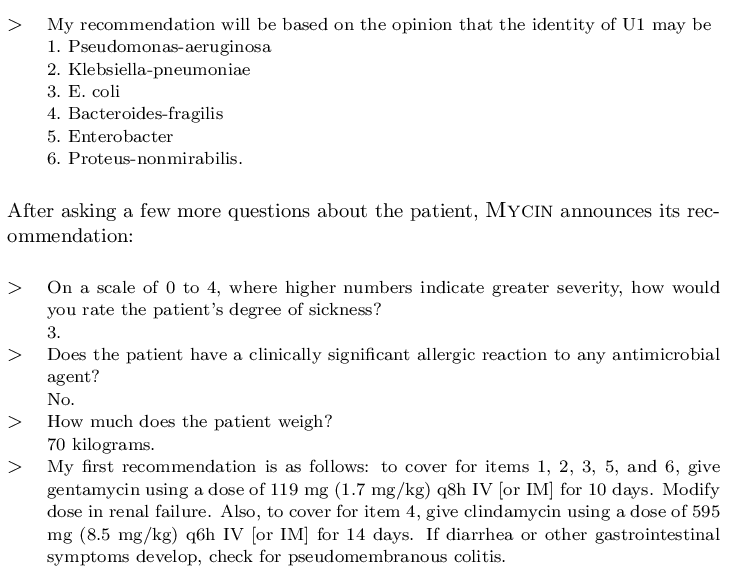 > My recommendation will be based on the opinion that the identity of U1 may be
1. Pseudomonas-aeruginosa
2. Klebsiella-pneumoniae
3. E. coli
4. Bacteroides-fragilis
5. Enterobacter
6. Proteus-nonmirabilis.
After asking a few more questions about the patient, MYCIN announces its rec-
ommendation:
> On a scale of 0 to 4, where higher numbers indicate greater severity, how would
you rate the patient's degree of sickness?
3.
> Does the patient have a clinically significant allergic reaction to any antimicrobial
agent?
No.
> How much does the patient weigh?
70 kilograms.
> My first recommendation is as follows: to cover for items 1, 2, 3, 5, and 6, give
gentamycin using a dose of 119 mg (1.7 mg/kg) q8h IV [or IM] for 10 days. Modify
dose in renal failure. Also, to cover for item 4, give clindamycin using a dose of 595
mg (8.5 mg/kg) q6h IV [or IM] for 14 days. If diarrhea or other gastrointestinal
symptoms develop, check for pseudomembranous colitis.